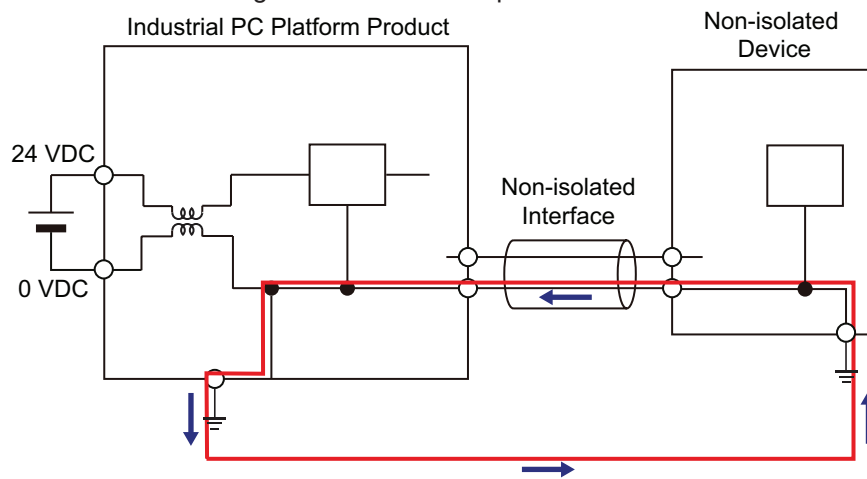 Industrial PC Platform Product
Non-isolated
Device
24 VDC
Non-isolated
Interface
0 VDC